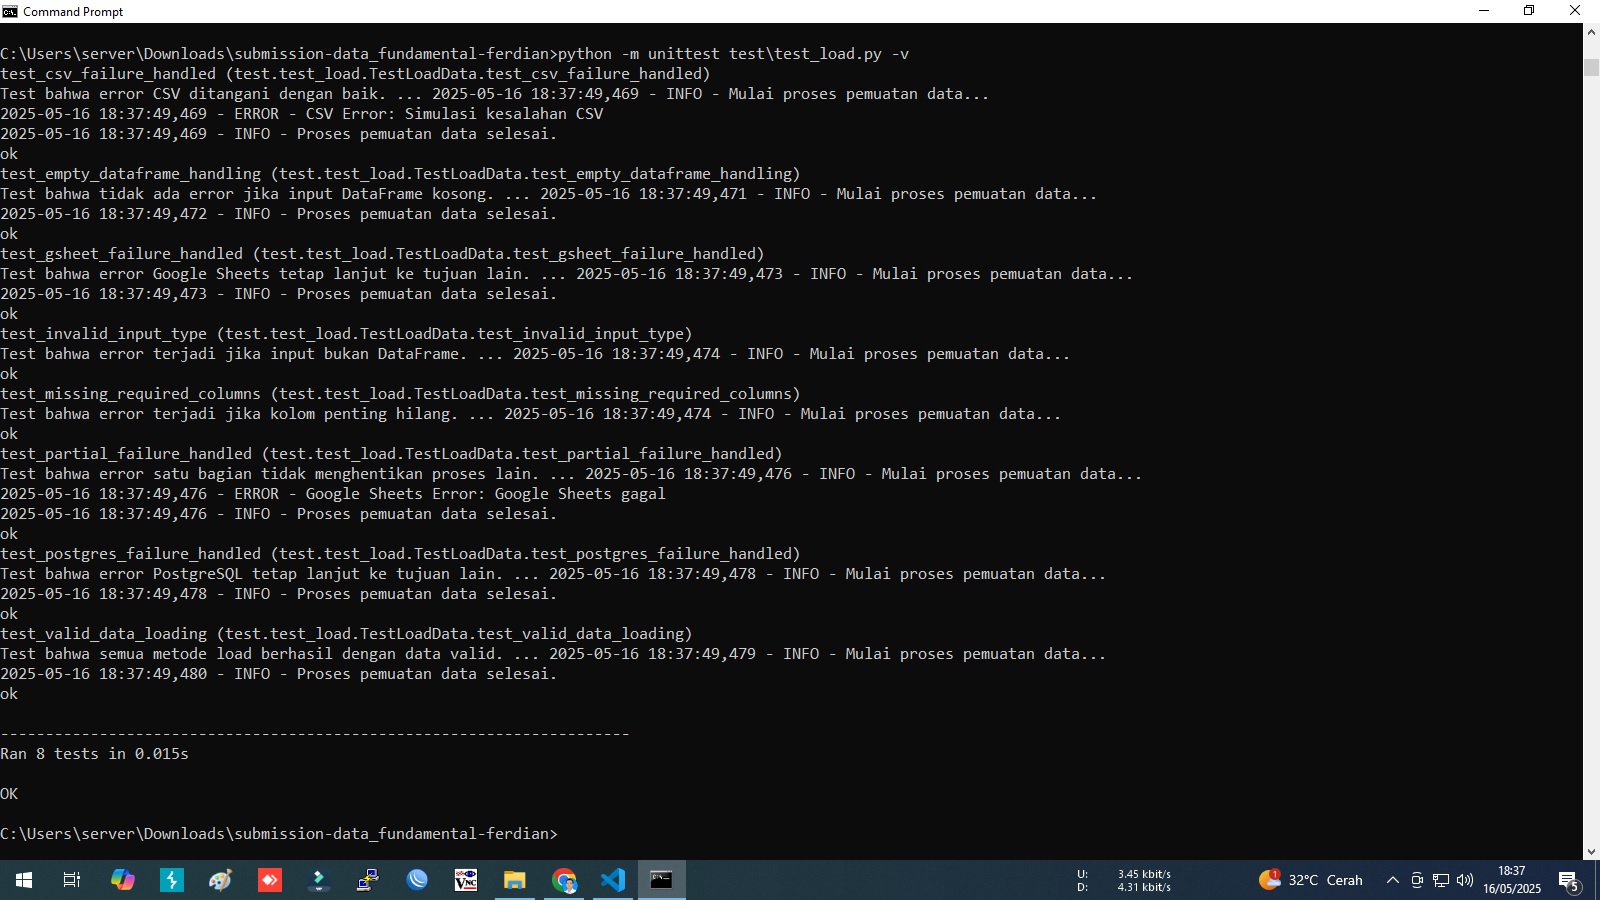 Command Prompt
C:\Users\server\Downloads\submission-data_fundamental-ferdian>python -m unittest test\test_load.py -v
test_csv_failure_handled (test.test_load.TestLoadData.test_csv_failure_handled)
Test bahwa error CSV ditangani dengan baik. ... 2025-05-16 18:37:49,469 - INFO - Mulai proses pemuatan data...
2025-05-16 18:37:49,469 - ERROR - CSV Error: Simulasi kesalahan CSV
2025-05-16 18:37:49,469 - INFO - Proses pemuatan data selesai.
ok
test_empty_dataframe_handling (test.test_load.TestLoadData.test_empty_dataframe_handling)
Test bahwa tidak ada error jika input DataFrame kosong. ... 2025-05-16 18:37:49,471 - INFO - Mulai proses pemuatan data...
2025-05-16 18:37:49,472 - INFO - Proses pemuatan data selesai.
ok
test_gsheet_failure_handled (test.test_load.TestLoadData.test_gsheet_failure_handled)
Test bahwa error Google Sheets tetap lanjut ke tujuan lain. ... 2025-05-16 18:37:49,473 - INFO - Mulai proses pemuatan data...
2025-05-16 18:37:49,473 - INFO - Proses pemuatan data selesai.
ok
test_invalid_input_type (test.test_load.TestLoadData.test_invalid_input_type)
Test bahwa error terjadi jika input bukan DataFrame. ... 2025-05-16 18:37:49,474 - INFO - Mulai proses pemuatan data...
ok
test_missing_required_columns (test.test_load.TestLoadData.test_missing_required_columns)
Test bahwa error terjadi jika kolom penting hilang. ... 2025-05-16 18:37:49,474 - INFO - Mulai proses pemuatan data...
ok
test_partial_failure_handled (test.test_load.TestLoadData.test_partial_failure_handled)
Test bahwa error satu bagian tidak menghentikan proses lain. ... 2025-05-16 18:37:49,476 - INFO - Mulai proses pemuatan data...
2025-05-16 18:37:49,476 - ERROR - Google Sheets Error: Google Sheets gagal
2025-05-16 18:37:49,476 - INFO - Proses pemuatan data selesai.
ok
test_postgres_failure_handled (test.test_load.TestLoadData.test_postgres_failure_handled)
Test bahwa error PostgreSQL tetap lanjut ke tujuan lain. ... 2025-05-16 18:37:49,478 - INFO - Mulai proses pemuatan data...
2025-05-16 18:37:49,478 - INFO - Proses pemuatan data selesai.
ok
test_valid_data_loading (test.test_load.TestLoadData.test_valid_data_loading)
Test bahwa semua metode load berhasil dengan data valid. ... 2025-05-16 18:37:49,479 - INFO - Mulai proses pemuatan data...
2025-05-16 18:37:49,480 - INFO - Proses pemuatan data selesai.
ok
----------------------------------------------------------------------
Ran 8 tests in 0.015s
OK
C:\Users\server\Downloads\submission-data_fundamental-ferdian>
VNC
U: 3.45 kbit/s
D: 4.31 kbit/s
1
32°C Cerah
18:37
16/05/2025
5